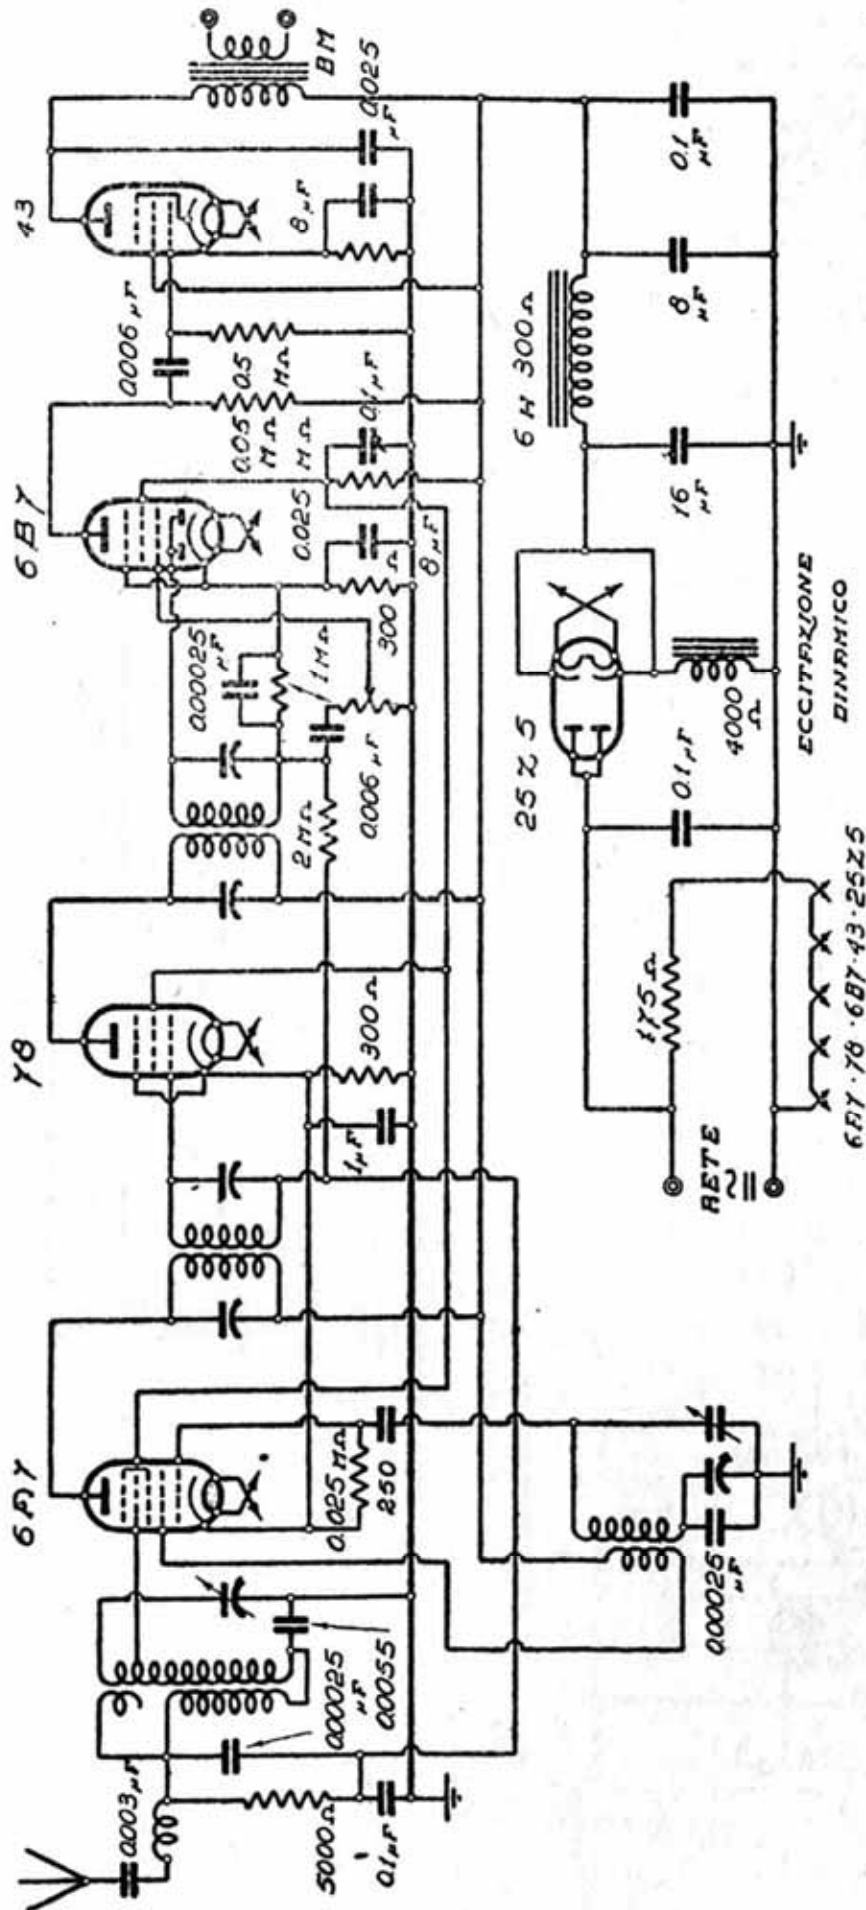 6A7
78
6B7
43
BM
0.003 µF
5000 Ω
0.1 µF
0.00025
µF
0.0055
0.025 MΩ
250
0.00025
µF
1 µF
300 Ω
2 MΩ
0.006 µF
0.00025
µF
1 MΩ
300
Ω
8 µF
0.025
MΩ
0.1 µF
0.05
MΩ
0.5
MΩ
0.006 µF
8 µF
0.025
µF
RETE
175 Ω
6A7·78·6B7·43·25Z5
0.1 µF
25Z5
4000
Ω
ECCITAZIONE
DINAMICO
6 H 300 Ω
16
µF
8
µF
0.1
µF